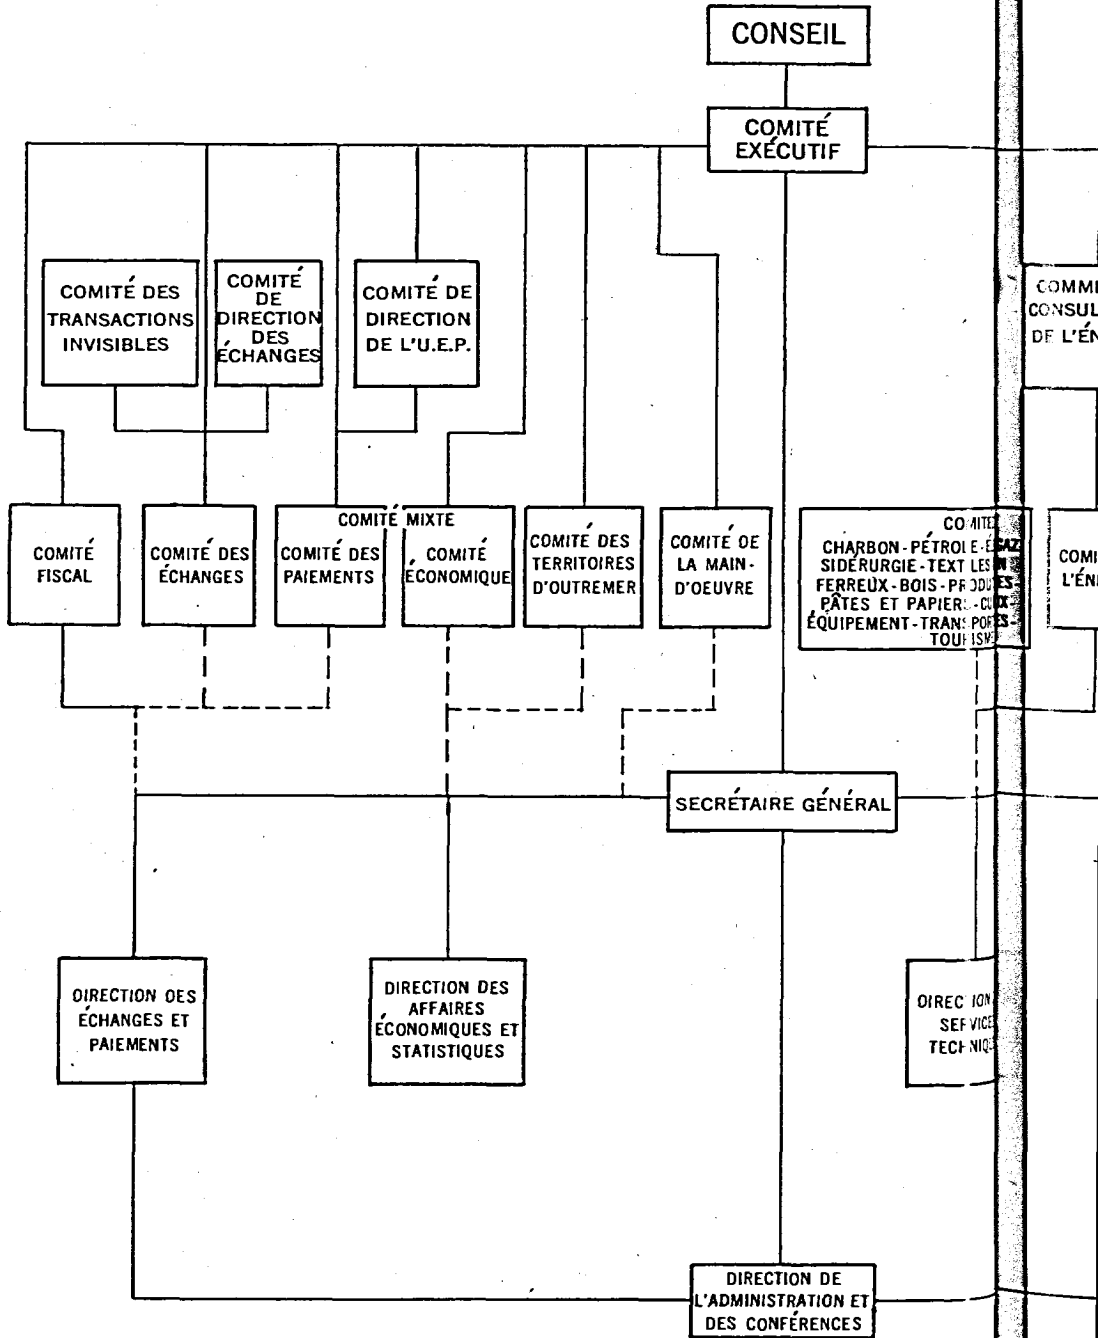 CONSEIL
COMITÉ
EXÉCUTIF
COMITÉ DES
TRANSACTIONS
INVISIBLES
COMITÉ
DE
DIRECTION
DES
ÉCHANGES
COMITÉ DE
DIRECTION
DE L'U.E.P.
COMITÉ
FISCAL
COMITÉ DES
ÉCHANGES
COMITÉ MIXTE
COMITÉ DES
PAIEMENTS
COMITÉ
ÉCONOMIQUE
COMITÉ DES
TERRITOIRES
D'OUTREMER
COMITÉ DE
LA MAIN-
D'OEUVRE
CHARBON-PÉTROLE-
SIDÉRURGIE-
FERREUX-BOIS-
PÂTES ET PAPIERS-
ÉQUIPEMENT-
SECRÉTAIRE GÉNÉRAL
DIRECTION DES
ÉCHANGES ET
PAIEMENTS
DIRECTION DES
AFFAIRES
ÉCONOMIQUES ET
STATISTIQUES
DIRECTION DE
L'ADMINISTRATION ET
DES CONFÉRENCES